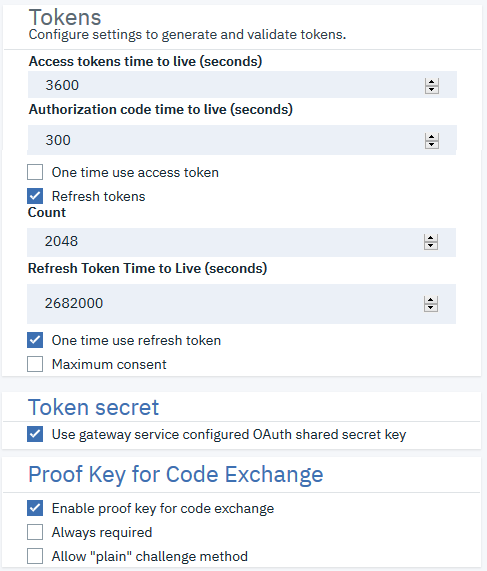 Tokens
Configure settings to generate and validate tokens.
Access tokens time to live (seconds)
3600
Authorization code time to live (seconds)
300
One time use access token
Refresh tokens
Count
2048
Refresh Token Time to Live (seconds)
2682000
One time use refresh token
Maximum consent
Token secret
Use gateway service configured OAuth shared secret key
Proof Key for Code Exchange
Enable proof key for code exchange
Always required
Allow "plain" challenge method